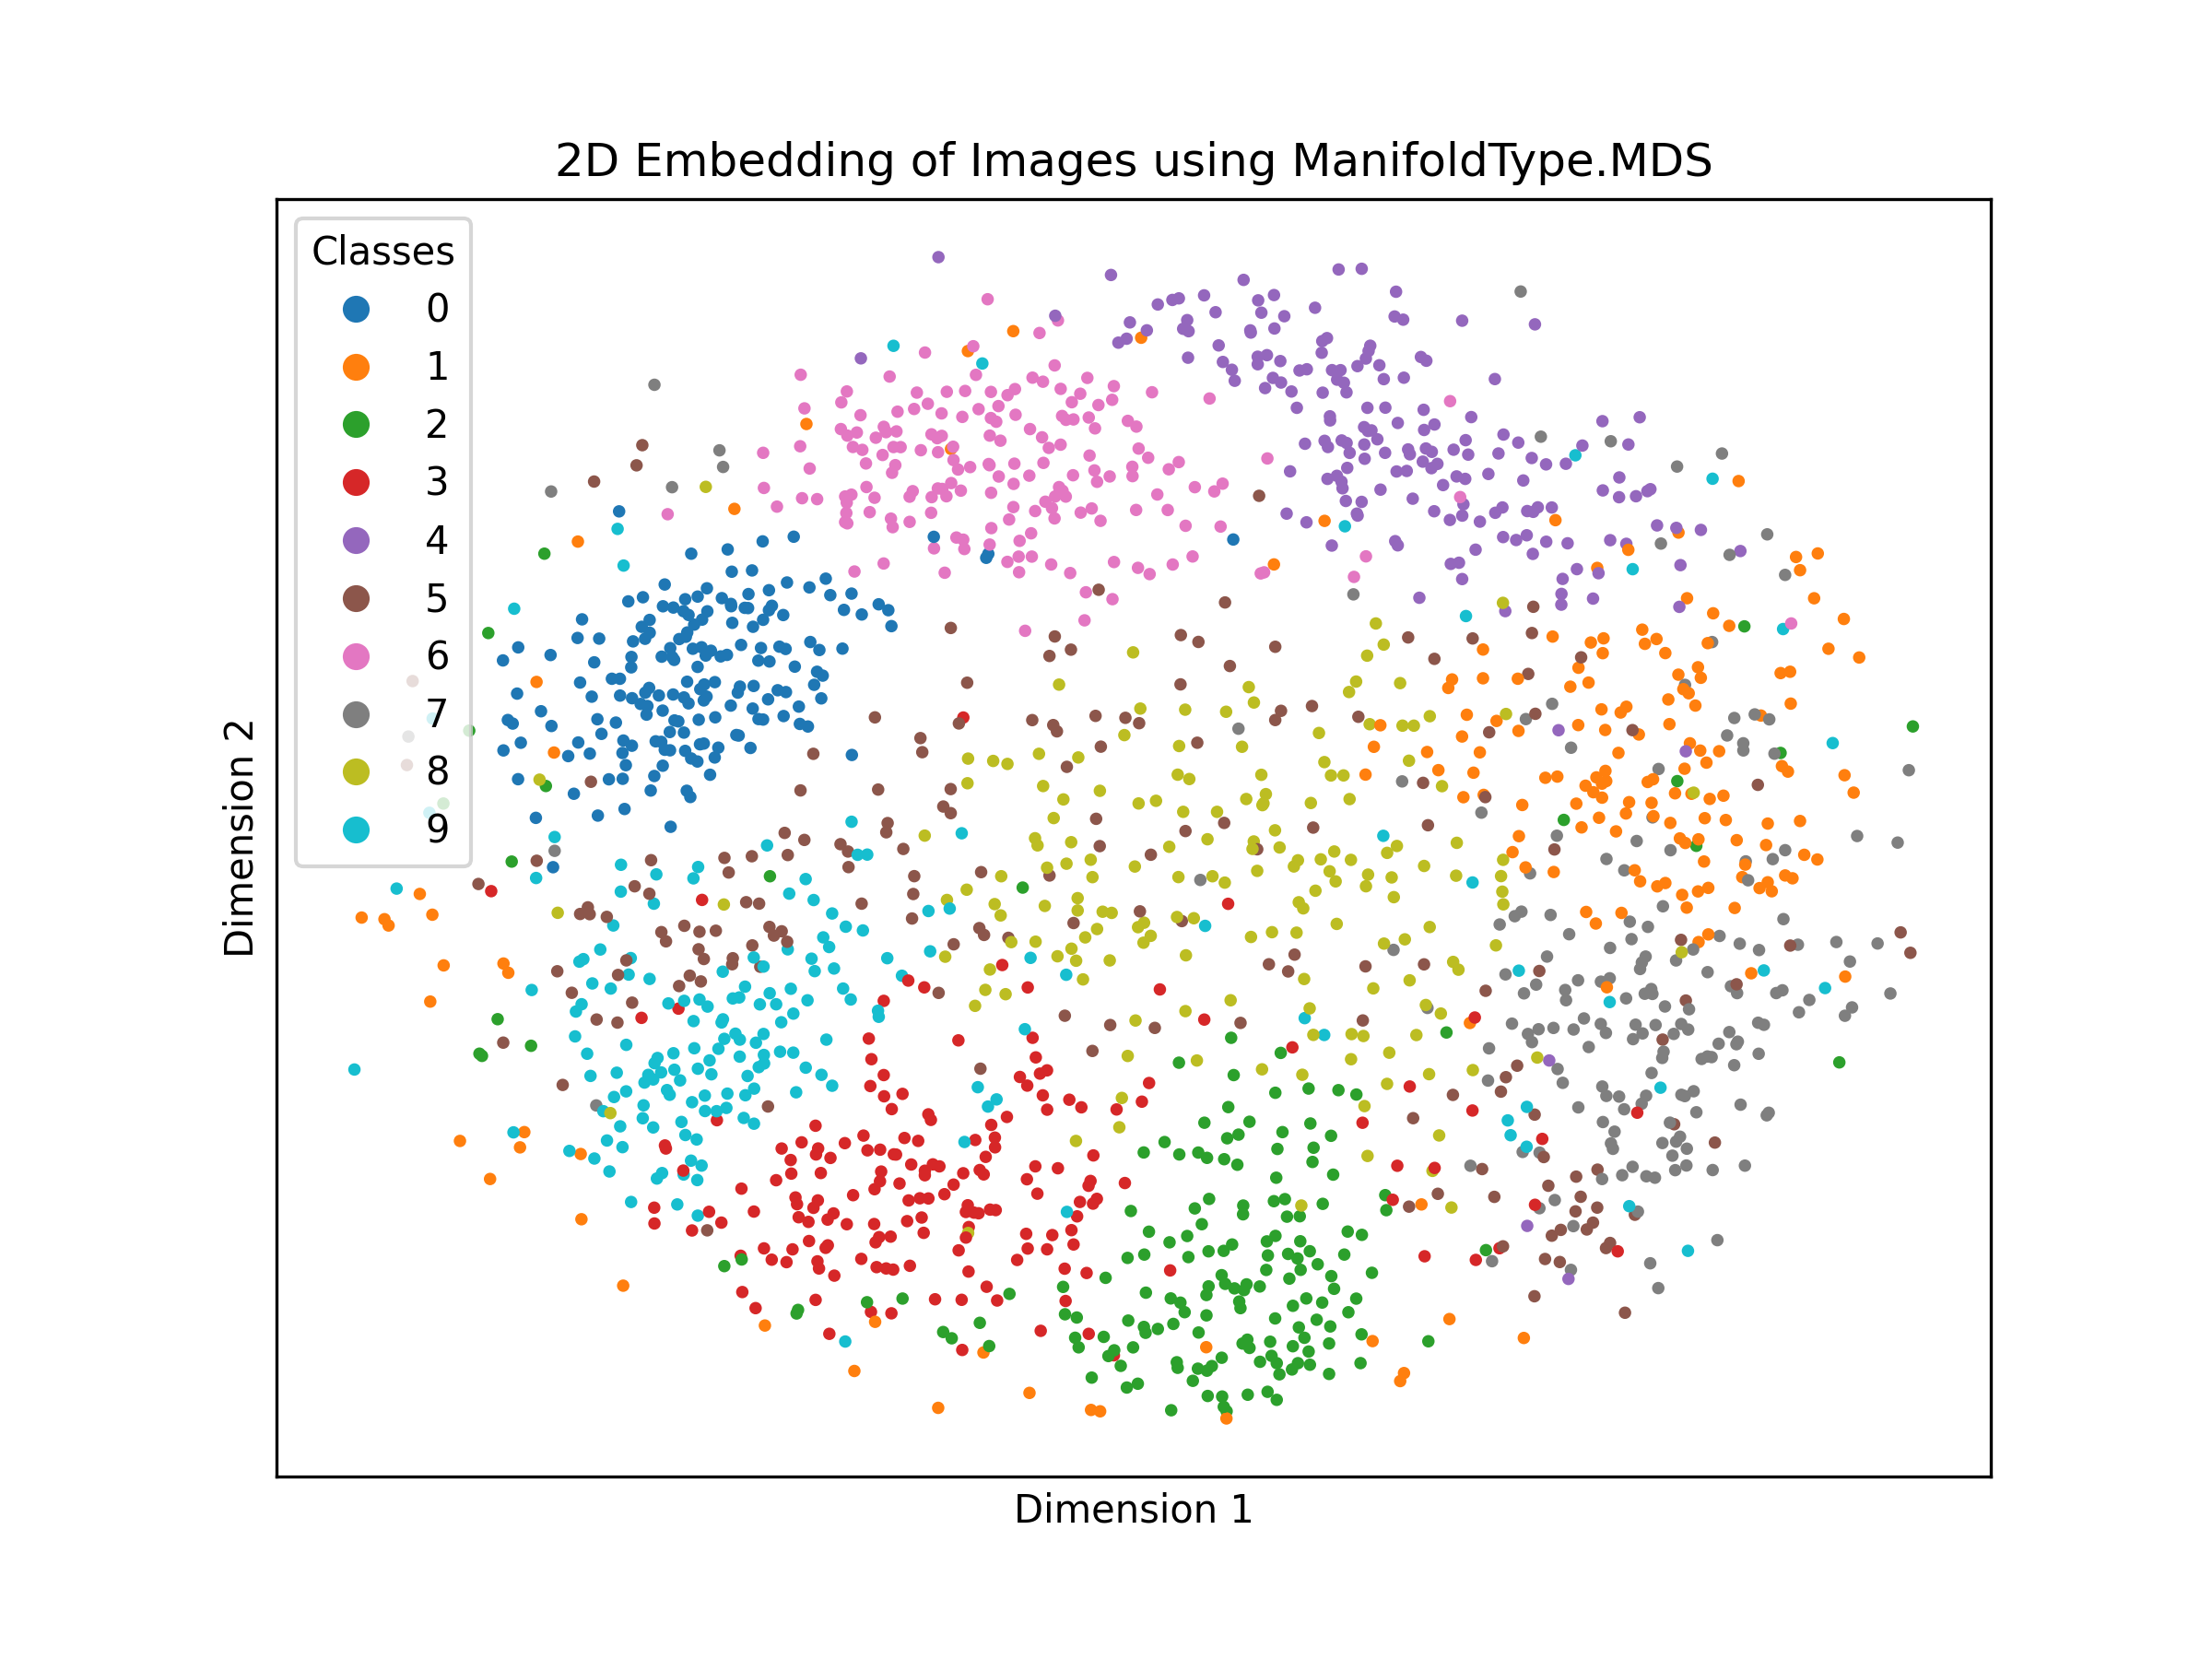 2D Embedding of Images using ManifoldType.MDS
Classes
0
1
2
3
4
5
6
7
8
9
Dimension 2
Dimension 1